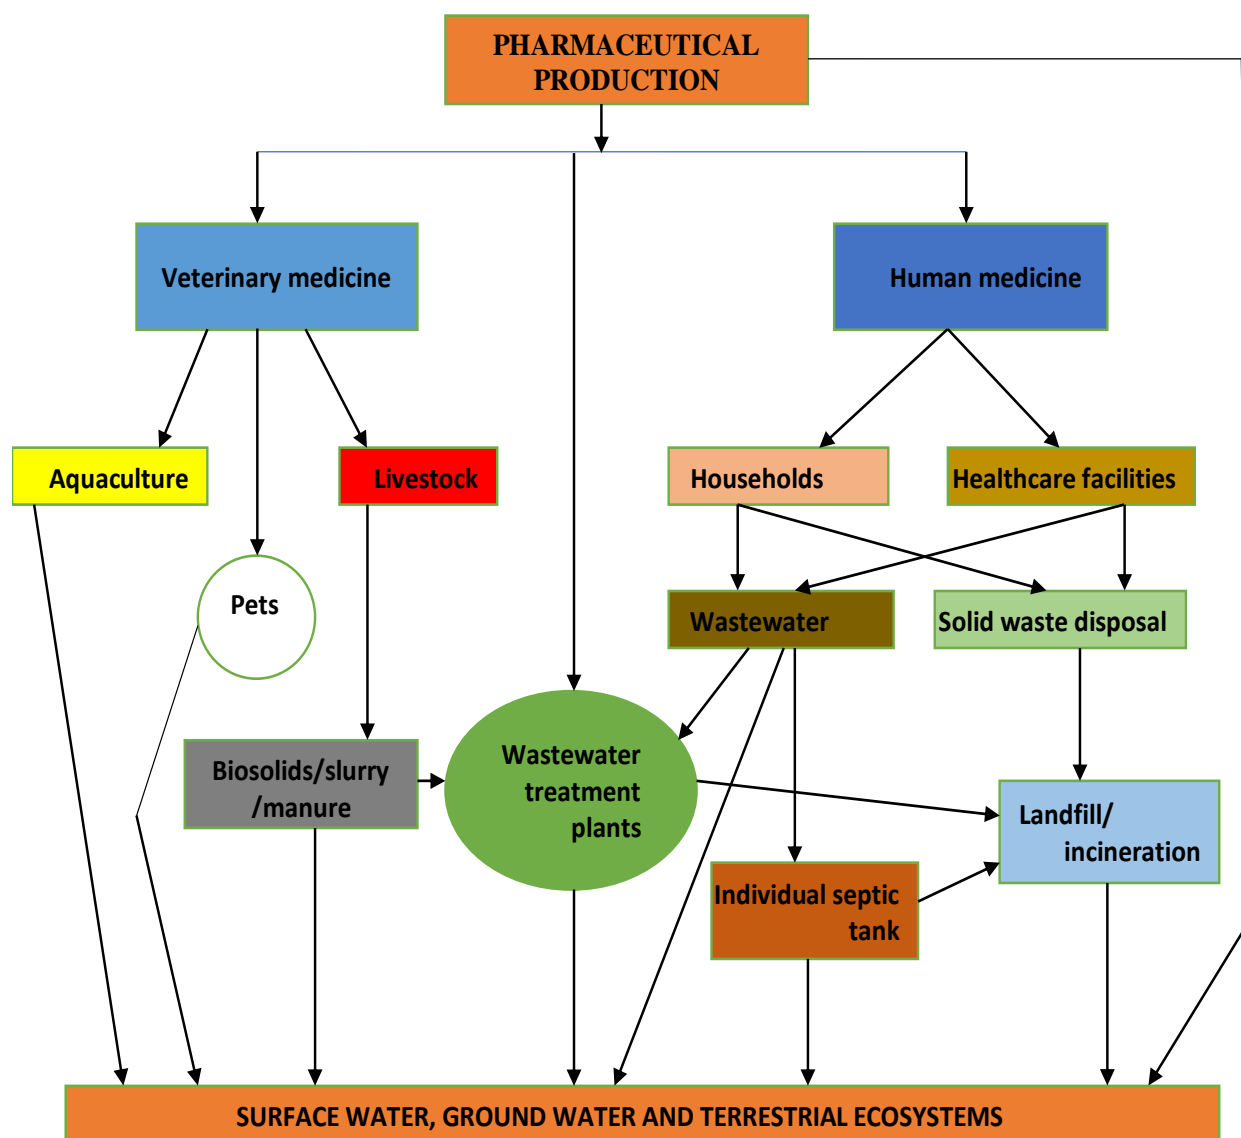 PHARMACEUTICAL
PRODUCTION
Veterinary medicine
Human medicine
Aquaculture
Livestock
Households
Healthcare facilities
Pets
Wastewater
Solid waste disposal
Biosolids/slurry
/manure
Wastewater
treatment
plants
Landfill/
incineration
Individual septic
tank
SURFACE WATER, GROUND WATER AND TERRESTRIAL ECOSYSTEMS